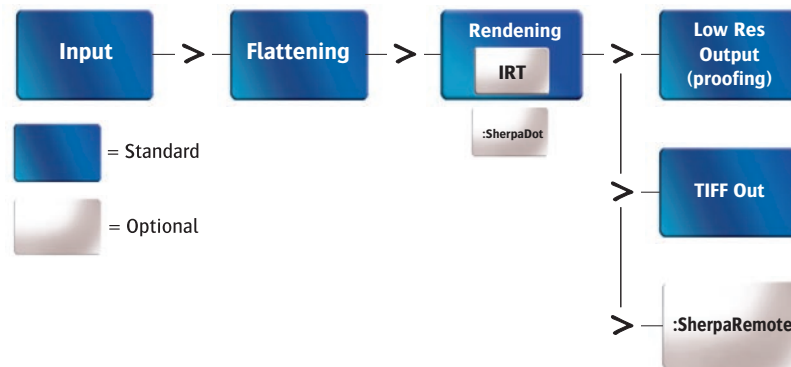 Input
>
Flattening
>
Rendening
IRT
:SherpaDot
>
Low Res
Output
(proofing)
= Standard
= Optional
>
TIFF Out
>
:SherpaRemote